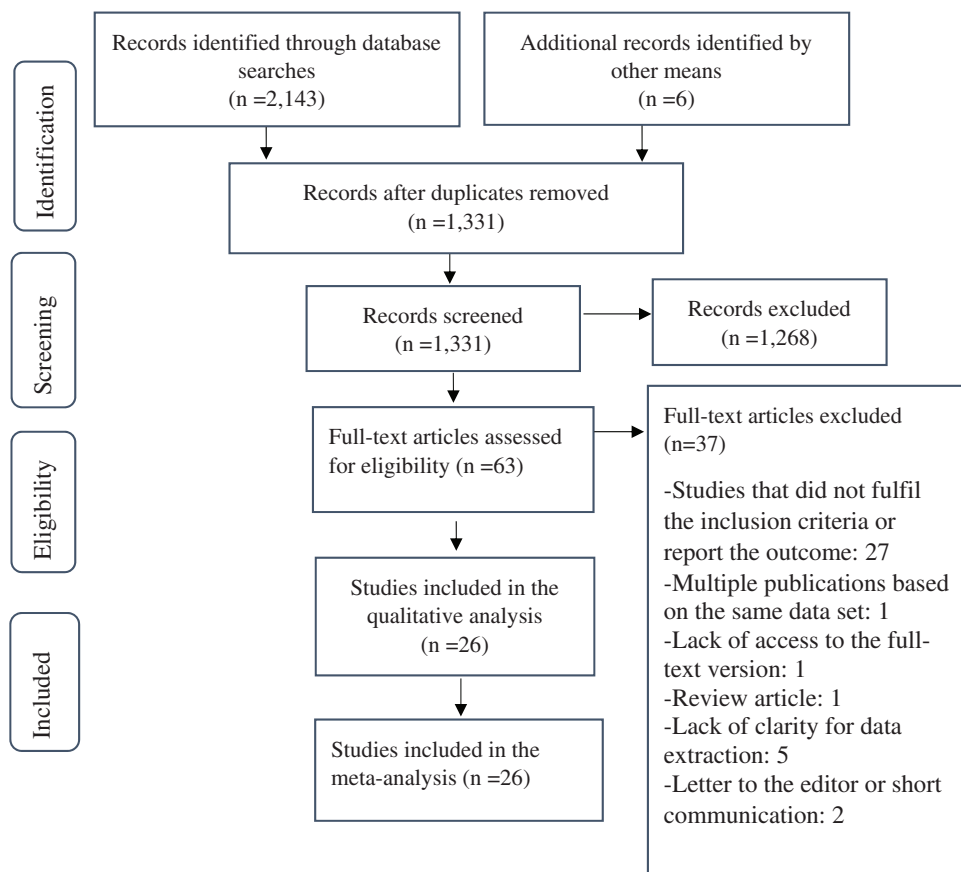 Records identified through database
searches
(n =2,143)
Additional records identified by
other means
(n =6)
Identification
Records after duplicates removed
(n =1,331)
Screening
Records screened
(n =1,331)
Records excluded
(n =1,268)
Eligibility
Full-text articles assessed
for eligibility (n =63)
Full-text articles excluded
(n=37)
-Studies that did not fulfil
the inclusion criteria or
report the outcome: 27
-Multiple publications based
on the same data set: 1
-Lack of access to the full-
text version: 1
-Review article: 1
-Lack of clarity for data
extraction: 5
-Letter to the editor or short
communication: 2
Included
Studies included in the
qualitative analysis
(n =26)
Studies included in the
meta-analysis (n =26)